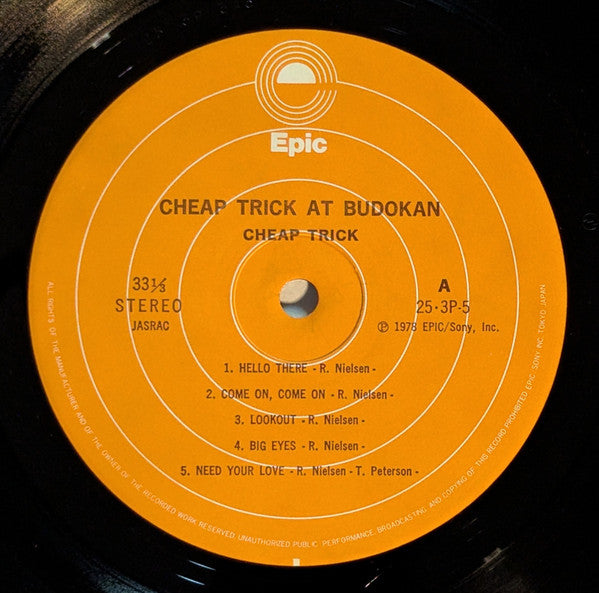 Epic
CHEAP TRICK AT BUDOKAN
CHEAP TRICK
33⅓
STEREO
JASRAC
A
25・3P-5
℗ 1978 EPIC/Sony, Inc.
1. HELLO THERE - R. Nielsen -
2. COME ON, COME ON - R. Nielsen -
3. LOOKOUT - R. Nielsen -
4. BIG EYES - R. Nielsen -
5. NEED YOUR LOVE - R. Nielsen - T. Peterson -
ALL RIGHTS OF THE MANUFACTURER AND OF THE OWNER OF THE RECORDED WORK RESERVED. UNAUTHORIZED PUBLIC PERFORMANCE, BROADCASTING AND COPYING OF THIS RECORD PROHIBITED EPIC/SONY INC. TOKYO JAPAN